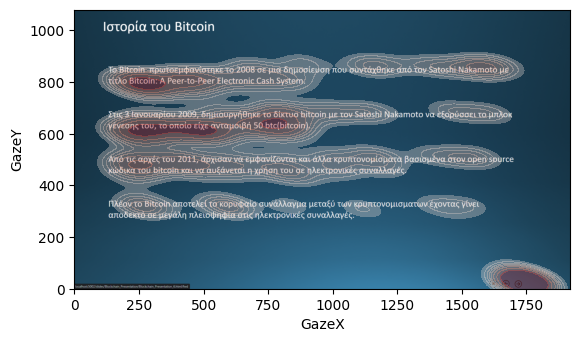 Ιστορία του Bitcoin
Το Bitcoin πρωτοεμφανίστηκε το 2008 σε μια δημοσίευση που συντάχθηκε από τον Satoshi Nakamoto με
τίτλο Bitcoin: A Peer-to-Peer Electronic Cash System.
Στις 3 Ιανουαρίου 2009, δημιουργήθηκε το δίκτυο bitcoin με τον Satoshi Nakamoto να εξορύσσει το μπλοκ
γένεσης του, το οποίο είχε ανταμοιβή 50 btc(bitcoin).
Από τις αρχές του 2011, άρχισαν να εμφανίζονται και άλλα κρυπτονομίσματα βασισμένα στον open source
κώδικα του bitcoin και να αυξάνεται η χρήση του σε ηλεκτρονικές συναλλαγές.
Πλέον το Bitcoin αποτελεί το κορυφαίο συνάλλαγμα μεταξύ των κρυπτονομισμάτων έχοντας γίνει
αποδεκτό σε μεγάλη πλειοψηφία στις ηλεκτρονικές συναλλαγές.
GazeY
1000
800
600
400
200
0
0 250 500 750 1000 1250 1500 1750
GazeX